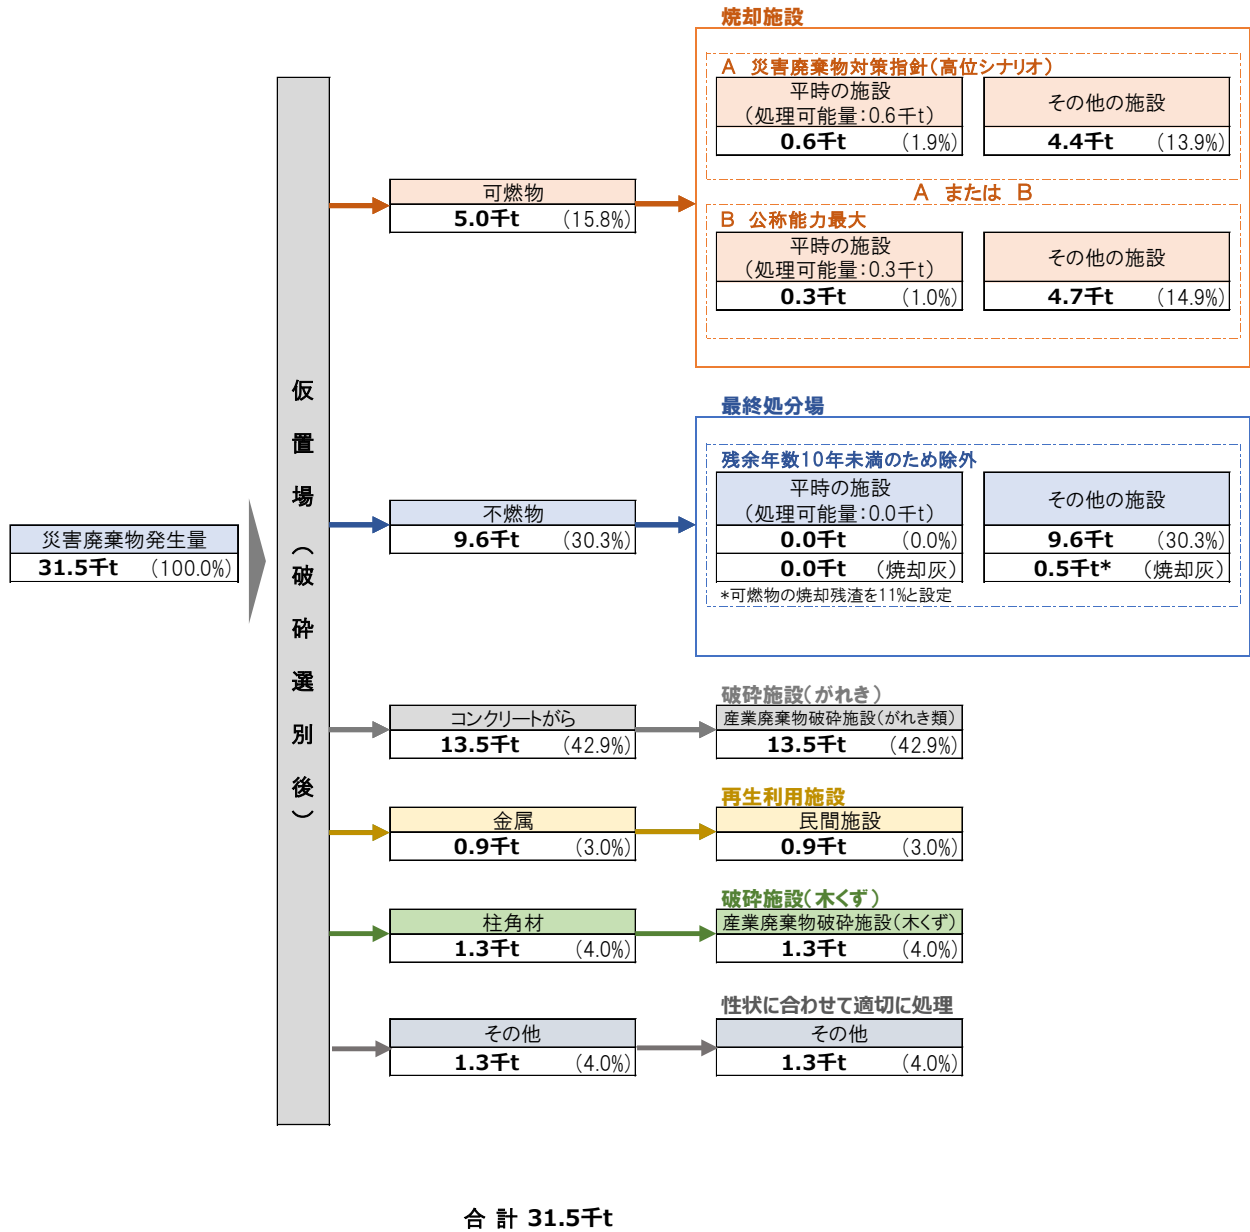 災害廃棄物発生量
31.5千t (100.0%)
仮置場(破砕選別後)
可燃物
5.0千t (15.8%)
焼却施設
A 災害廃棄物対策指針(高位シナリオ)
平時の施設
(処理可能量:0.6千t)
0.6千t (1.9%)
その他の施設
4.4千t (13.9%)
A または B
B 公称能力最大
平時の施設
(処理可能量:0.3千t)
0.3千t (1.0%)
その他の施設
4.7千t (14.9%)
不燃物
9.6千t (30.3%)
最終処分場
残余年数10年未満のため除外
平時の施設
(処理可能量:0.0千t)
0.0千t (0.0%)
0.0千t (焼却灰)
その他の施設
9.6千t (30.3%)
0.5千t* (焼却灰)
*可燃物の焼却残渣を11%と設定
コンクリートがら
13.5千t (42.9%)
破砕施設(がれき)
産業廃棄物破砕施設(がれき類)
13.5千t (42.9%)
金属
0.9千t (3.0%)
再生利用施設
民間施設
0.9千t (3.0%)
柱角材
1.3千t (4.0%)
破砕施設(木くず)
産業廃棄物破砕施設(木くず)
1.3千t (4.0%)
その他
1.3千t (4.0%)
性状に合わせて適切に処理
その他
1.3千t (4.0%)
合 計 31.5千t